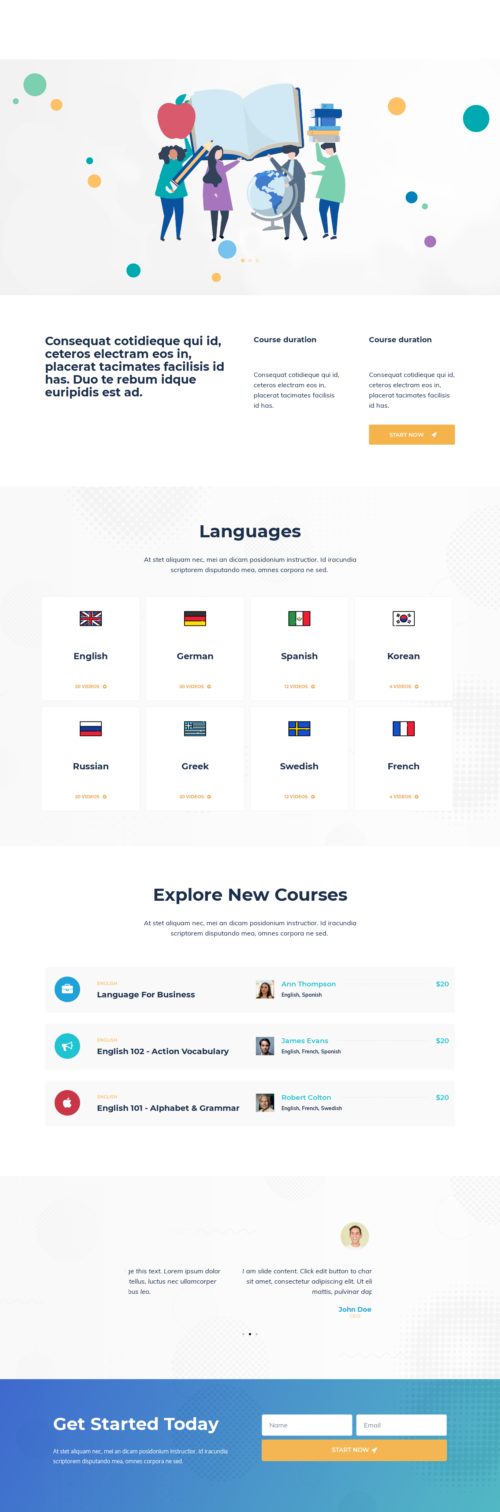 Consequat cotidieque qui id,
ceteros electram eos in,
placerat tacimates facilisis id
has. Duo te rebum idque
euripidis est ad.
Course duration
Consequat cotidieque qui id,
ceteros electram eos in,
placerat tacimates facilisis
id has.
Course duration
Consequat cotidieque qui id,
ceteros electram eos in,
placerat tacimates facilisis
id has.
START NOW
Languages
At stet aliquam nec, mei an dicam posidonium instructior. Id iracundia
scriptorem disputando mea, omnes corpora ne sed.
English
30 VIDEOS
German
30 VIDEOS
Spanish
12 VIDEOS
Korean
4 VIDEOS
Russian
30 VIDEOS
Greek
30 VIDEOS
Swedish
12 VIDEOS
French
4 VIDEOS
Explore New Courses
At stet aliquam nec, mei an dicam posidonium instructior. Id iracundia
scriptorem disputando mea, omnes corpora ne sed.
ENGLISH
Language For Business
Ann Thompson
$20
English, Spanish
ENGLISH
English 102 - Action Vocabulary
James Evans
$20
English, French, Spanish
ENGLISH
English 101 - Alphabet & Grammar
Robert Colton
$20
English, French, Swedish
ge this text. Lorem ipsum dolor
tellus, luctus nec ullamcorper
bus leo.
I am slide content. Click edit button to char
sit amet, consectetur adipiscing elit. Ut eli
mattis, pulvinar dap
John Doe
CEO
Get Started Today
At stet aliquam nec, mei an dicam posidonium instructior. Id iracundia
scriptorem disputando mea, omnes corpora ne sed.
Name
Email
START NOW